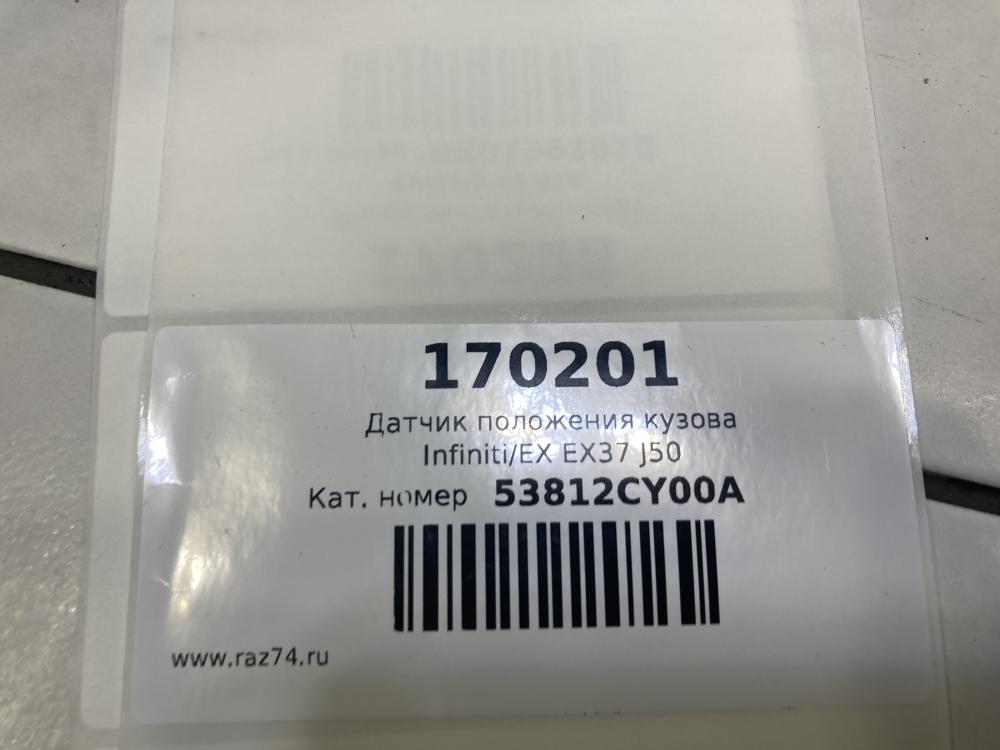 170201
Датчик положения кузова
Infiniti/EX EX37 J50
Кат. номер 53812CY00A
www.raz74.ru